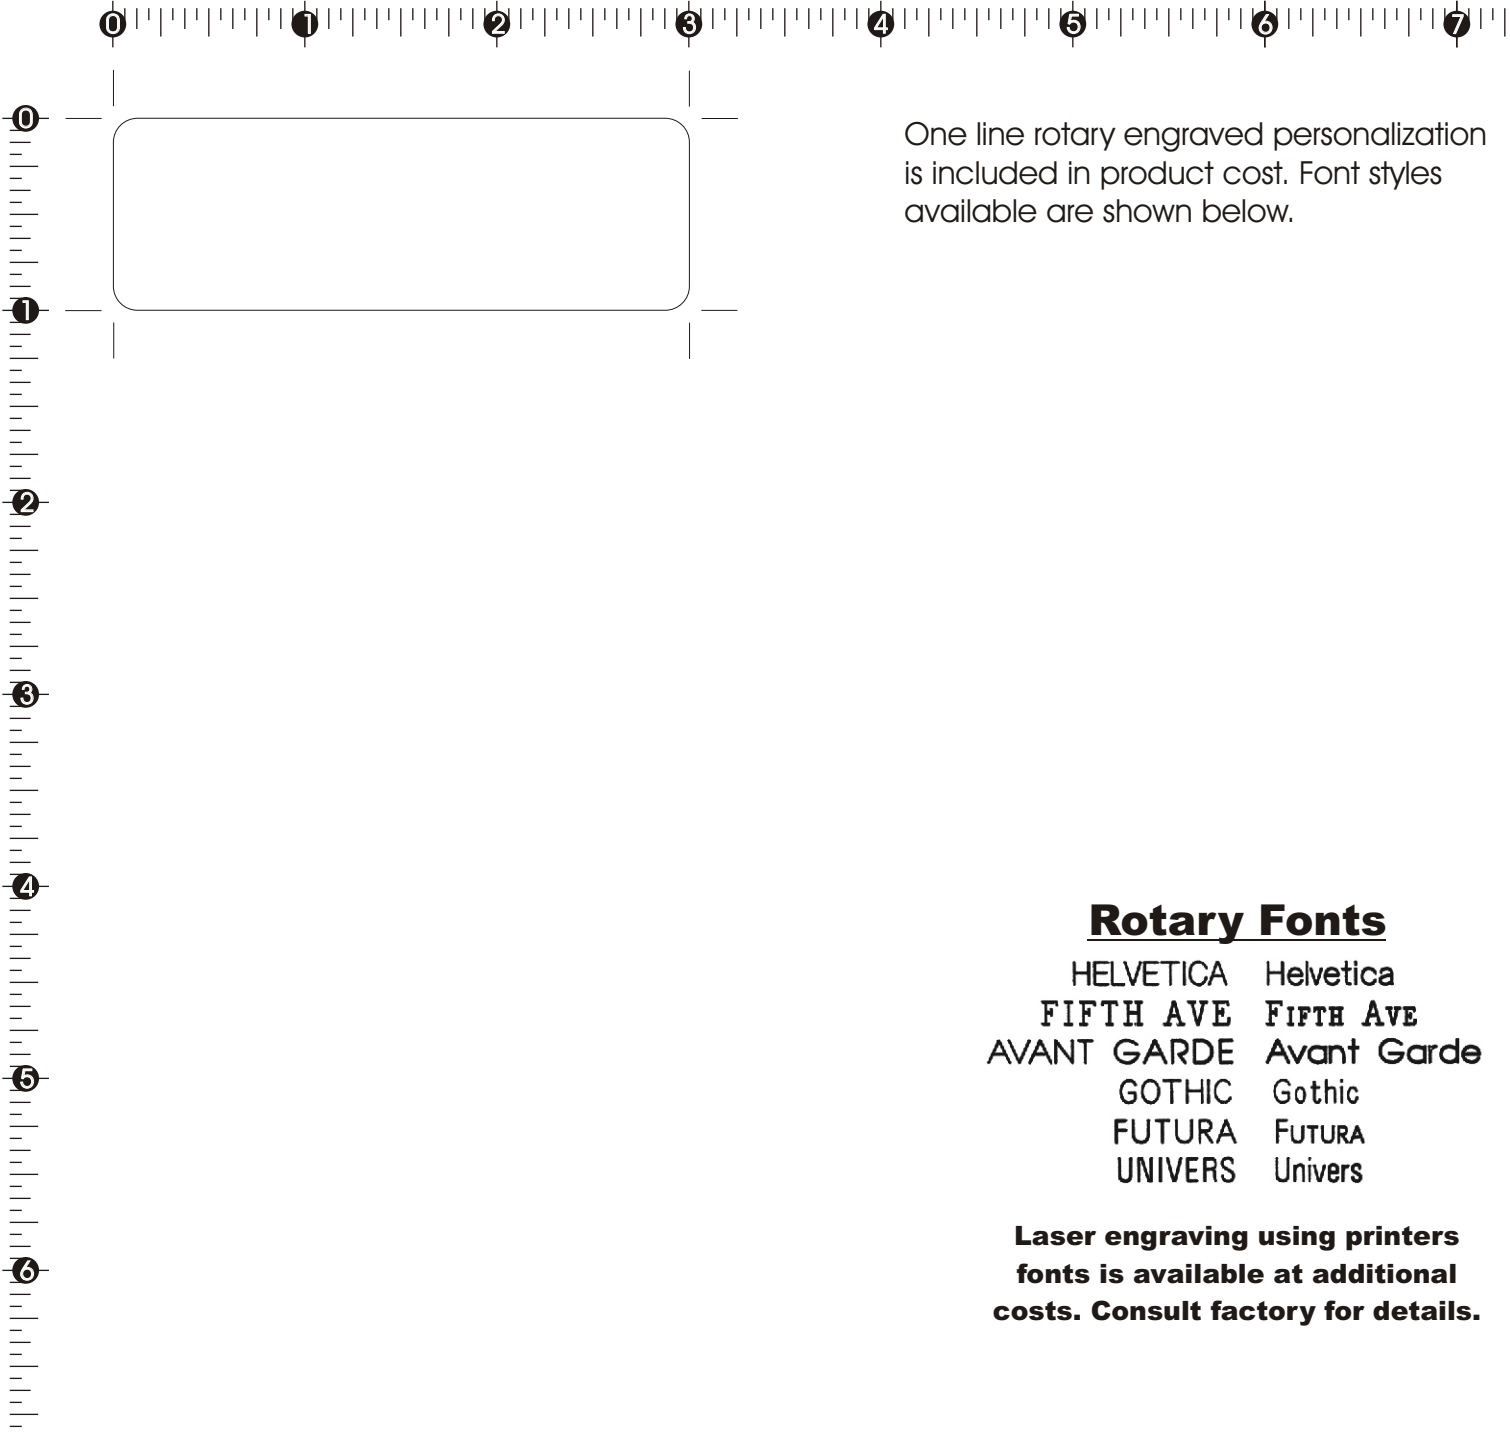 0 1 2 3 4 5 6 7
0
One line rotary engraved personalization
is included in product cost. Font styles
available are shown below.
1
2
3
4
Rotary Fonts
HELVETICA Helvetica
FIFTH AVE FIFTH AVE
AVANT GARDE Avant Garde
5
GOTHIC Gothic
FUTURA FUTURA
UNIVERS Univers
Laser engraving using printers
6
fonts is available at additional
costs. Consult factory for details.